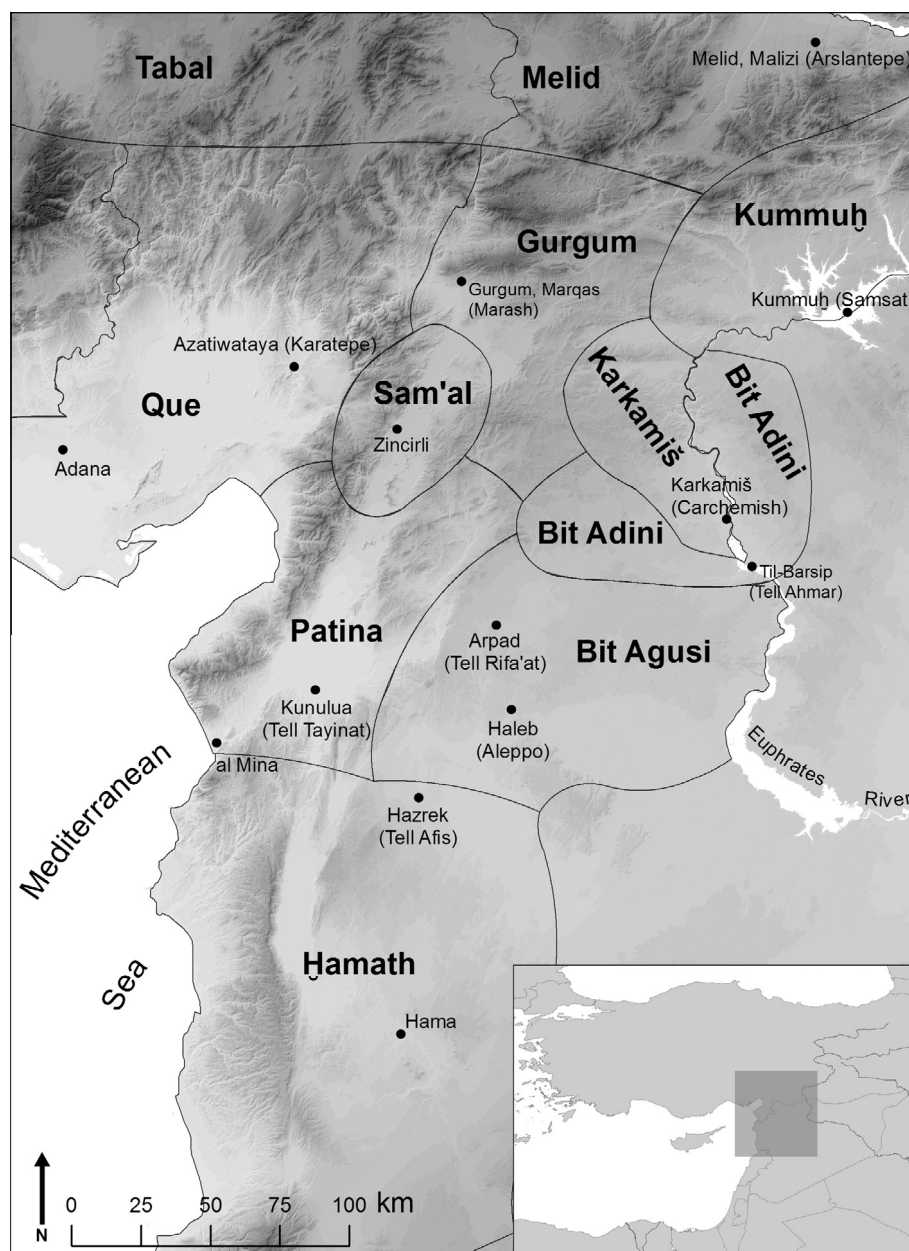 Tabal
Melid
Melid, Malizi (Arslantepe)
Kummuḫ
Gurgum
Gurgum, Marqas
(Marash)
Kummuh (Samsat
Azatiwataya (Karatepe)
Que
Sam'al
Zincirli
Karkamiš
Bit Adini
Adana
Karkamiš
(Carchemish)
Bit Adini
Til-Barsip
(Tell Ahmar)
Patina
Arpad
(Tell Rifa'at)
Bit Agusi
Kunulua
(Tell Tayinat)
Haleb
(Aleppo)
al Mina
Euphrates
River
Mediterranean
Sea
Hazrek
(Tell Afis)
Ḫamath
Hama
N
0 25 50 100 km